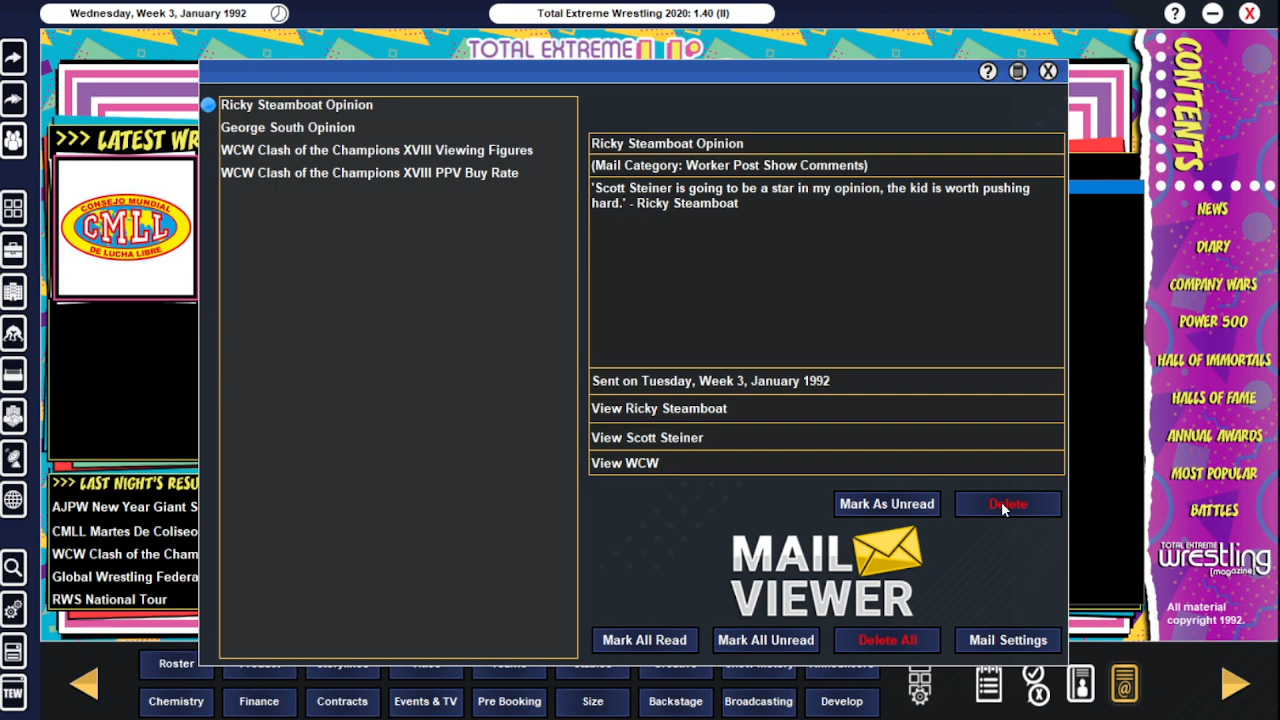 Wednesday, Week 3, January 1992
Total Extreme Wrestling 2020: 1.40 (II)
?
X
TOTAL EXTREME
? X
CONTENTS
>>> LATEST WR
CONSEJO MUNDIAL
CMLL
DE LUCHA LIBRE
>>> LAST NIGHT'S RESU
AJPW New Year Giant S
CMLL Martes De Coliseo
WCW Clash of the Cham
Global Wrestling Federa
RWS National Tour
Ricky Steamboat Opinion
George South Opinion
WCW Clash of the Champions XVIII Viewing Figures
WCW Clash of the Champions XVIII PPV Buy Rate
Ricky Steamboat Opinion
(Mail Category: Worker Post Show Comments)
'Scott Steiner is going to be a star in my opinion, the kid is worth pushing
hard.' - Ricky Steamboat
Sent on Tuesday, Week 3, January 1992
View Ricky Steamboat
View Scott Steiner
View WCW
Mark As Unread
Delete
MAIL
VIEWER
Mark All Read
Mark All Unread
Delete All
Mail Settings
NEWS
DIARY
COMPANY WARS
POWER 500
HALL OF IMMORTALS
HALLS OF FAME
ANNUAL AWARDS
MOST POPULAR
BATTLES
TOTAL EXTREME
wrestling
[magazine]
All material
copyright 1992.
TEW
Roster
Chemistry
Finance
Contracts
Events & TV
Pre Booking
Size
Backstage
Broadcasting
Develop